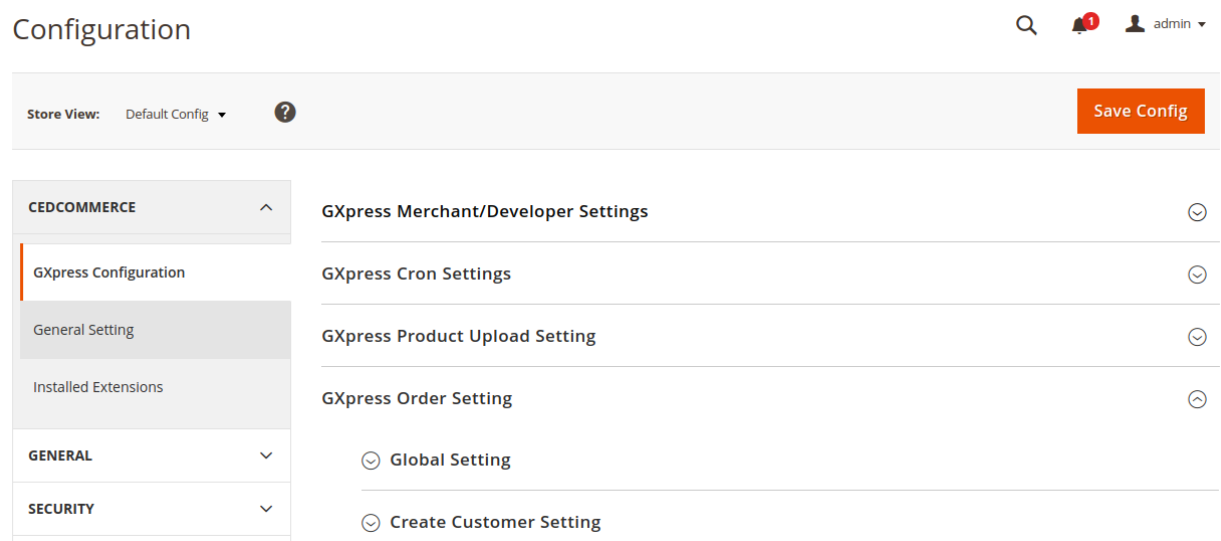 Configuration
1
admin
Store View: Default Config ?
Save Config
CEDCOMMERCE
GXpress Configuration
General Setting
Installed Extensions
GENERAL
SECURITY
GXpress Merchant/Developer Settings
GXpress Cron Settings
GXpress Product Upload Setting
GXpress Order Setting
Global Setting
Create Customer Setting